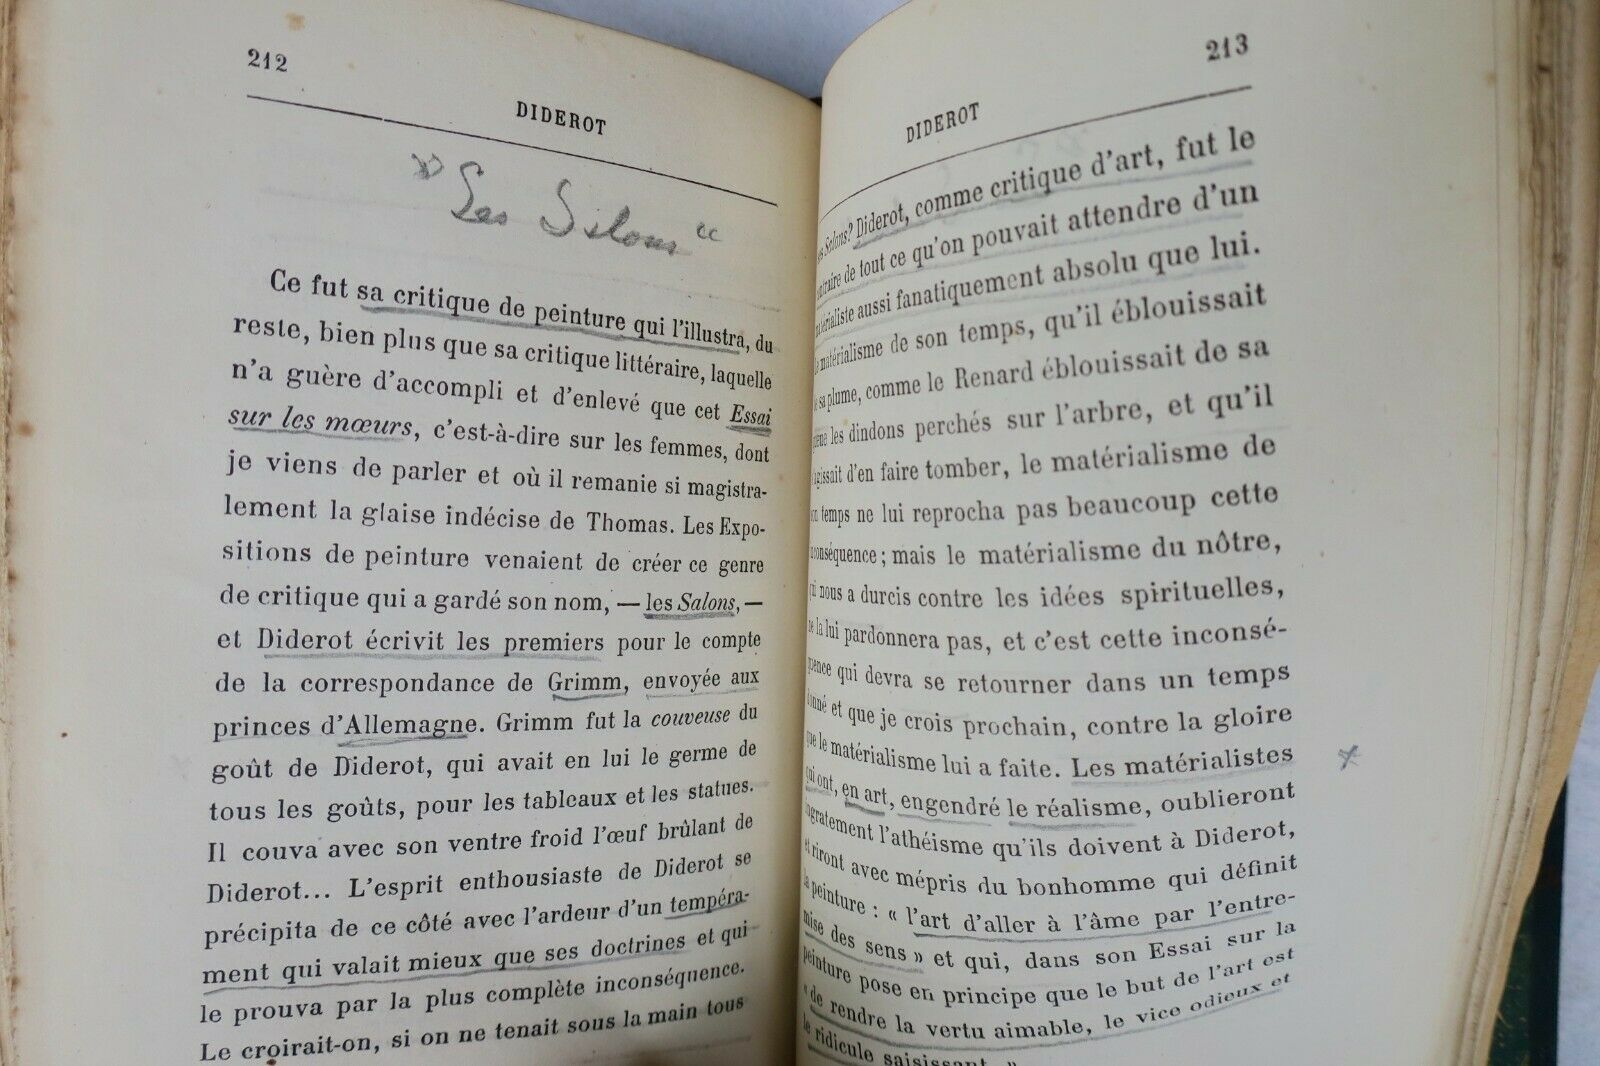 212
DIDEROT
" Les Salons "
Ce fut sa critique de peinture qui l'illustra, du
reste, bien plus que sa critique littéraire, laquelle
n'a guère d'accompli et d'enlevé que cet Essai
sur les mœurs, c'est-à-dire sur les femmes, dont
je viens de parler et où il remanie si magistra-
lement la glaise indécise de Thomas. Les Expo-
sitions de peinture venaient de créer ce genre
de critique qui a gardé son nom, — les Salons, —
et Diderot écrivit les premiers pour le compte
de la correspondance de Grimm, envoyée aux
princes d'Allemagne. Grimm fut la couveuse du
goût de Diderot, qui avait en lui le germe de
tous les goûts, pour les tableaux et les statues.
Il couva avec son ventre froid l'œuf brûlant de
Diderot... L'esprit enthousiaste de Diderot se
précipita de ce côté avec l'ardeur d'un tempéra-
ment qui valait mieux que ses doctrines et qui
le prouva par la plus complète inconséquence.
Le croirait-on, si on ne tenait sous la main tous
213
DIDEROT
Salons? Diderot, comme critique d'art, fut le
de tout ce qu'on pouvait attendre d'un
matérialiste aussi fanatiquement absolu que lui.
matérialisme de son temps, qu'il éblouissait
sa plume, comme le Renard éblouissait de sa
les dindons perchés sur l'arbre, et qu'il
d'en faire tomber, le matérialisme de
temps ne lui reprocha pas beaucoup cette
inconséquence; mais le matérialisme du nôtre,
qui nous a durcis contre les idées spirituelles,
ne la lui pardonnera pas, et c'est cette inconsé-
quence qui devra se retourner dans un temps
donné et que je crois prochain, contre la gloire
que le matérialisme lui a faite. Les matérialistes
qui ont, en art, engendré le réalisme, oublieront
ingratement l'athéisme qu'ils doivent à Diderot,
et riront avec mépris du bonhomme qui définit
la peinture : « l'art d'aller à l'âme par l'entre-
mise des sens » et qui, dans son Essai sur la
peinture pose en principe que le but de l'art est
« de rendre la vertu aimable, le vice odieux et
le ridicule saisissant. »